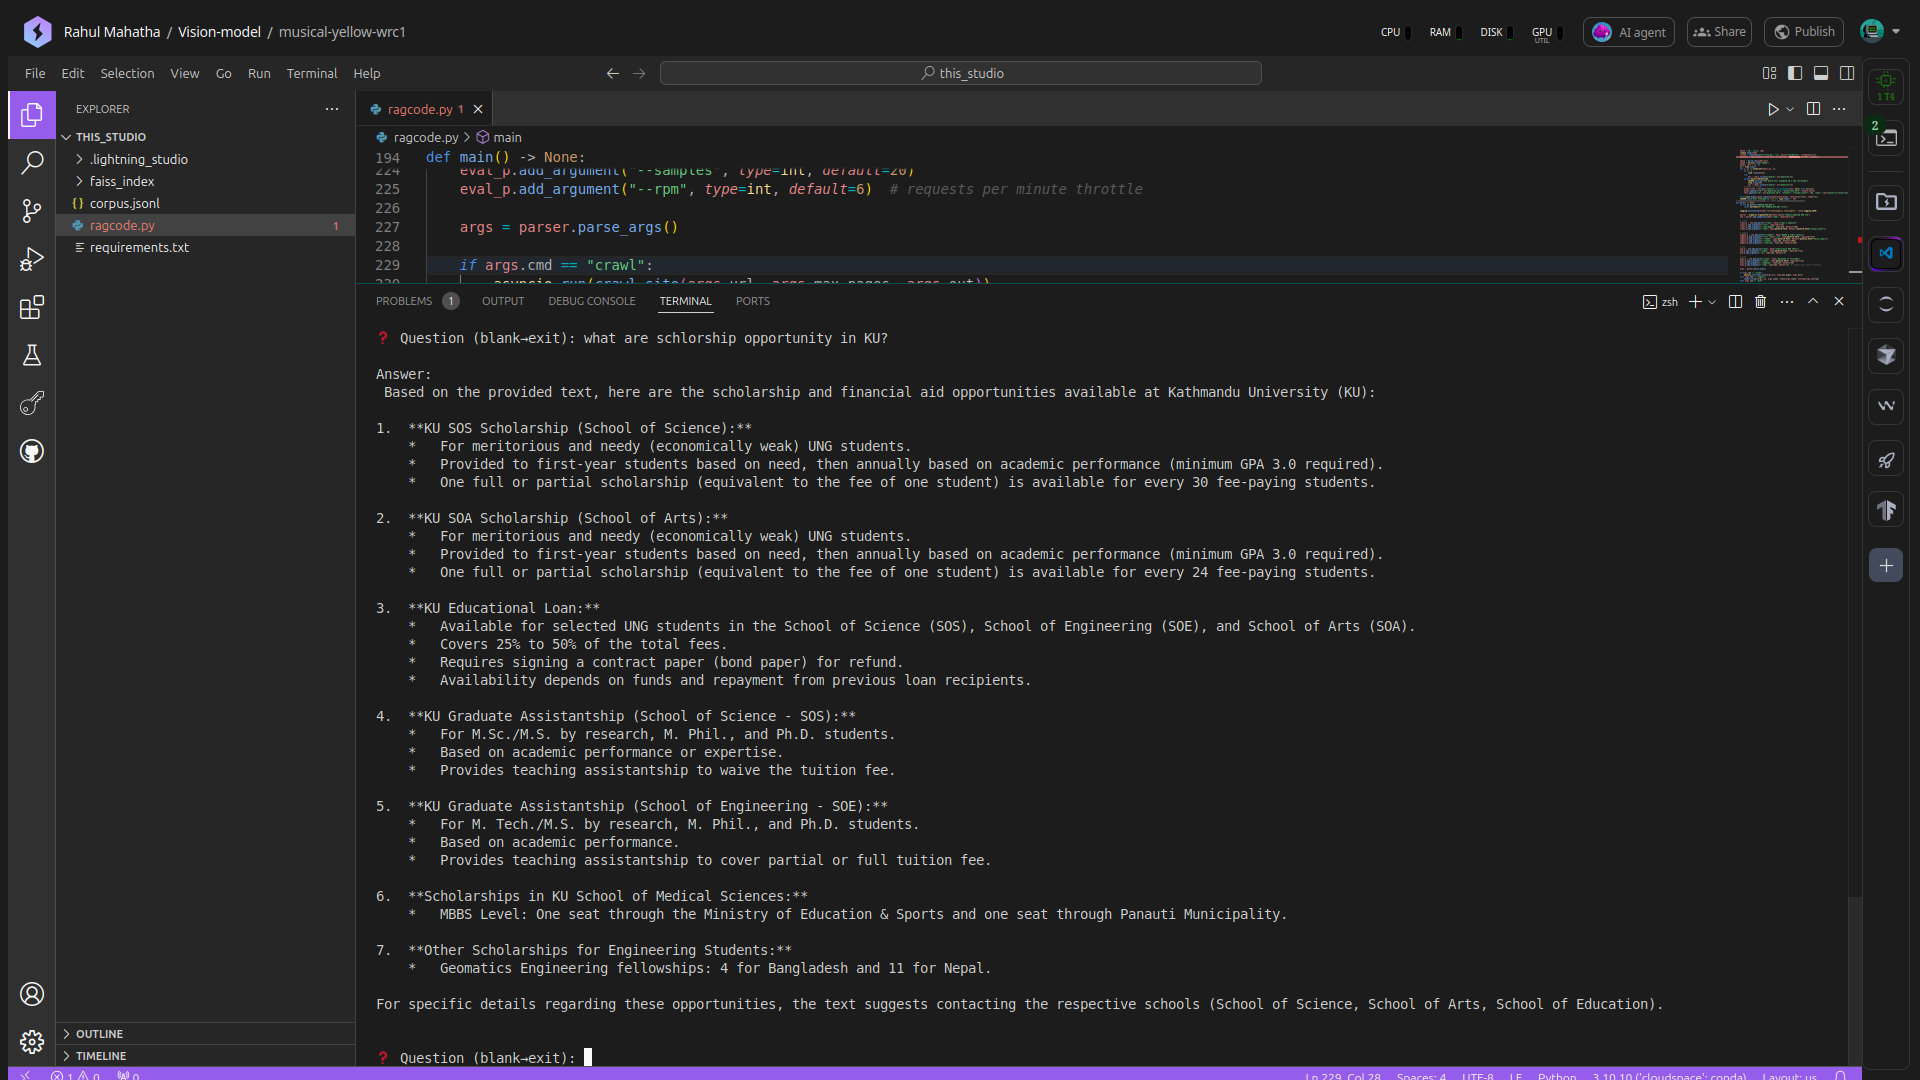 Rahul Mahatha / Vision-model / musical-yellow-wrc1
CPU RAM DISK GPU UTIL AI agent Share Publish
File Edit Selection View Go Run Terminal Help
this_studio
1 T4
2
EXPLORER
THIS_STUDIO
.lightning_studio
faiss_index
corpus.jsonl
ragcode.py 1
requirements.txt
OUTLINE
TIMELINE
ragcode.py 1
ragcode.py > main
194 def main() -> None:
224 eval_p.add_argument("--samples", type=int, default=20)
225 eval_p.add_argument("--rpm", type=int, default=6) # requests per minute throttle
226
227 args = parser.parse_args()
228
229 if args.cmd == "crawl":
230 asyncio.run(crawl_site(args.url, args.max_pages, args.out))
PROBLEMS 1 OUTPUT DEBUG CONSOLE TERMINAL PORTS
zsh
? Question (blank→exit): what are schlorship opportunity in KU?
Answer:
Based on the provided text, here are the scholarship and financial aid opportunities available at Kathmandu University (KU):
1. **KU SOS Scholarship (School of Science):**
* For meritorious and needy (economically weak) UNG students.
* Provided to first-year students based on need, then annually based on academic performance (minimum GPA 3.0 required).
* One full or partial scholarship (equivalent to the fee of one student) is available for every 30 fee-paying students.
2. **KU SOA Scholarship (School of Arts):**
* For meritorious and needy (economically weak) UNG students.
* Provided to first-year students based on need, then annually based on academic performance (minimum GPA 3.0 required).
* One full or partial scholarship (equivalent to the fee of one student) is available for every 24 fee-paying students.
3. **KU Educational Loan:**
* Available for selected UNG students in the School of Science (SOS), School of Engineering (SOE), and School of Arts (SOA).
* Covers 25% to 50% of the total fees.
* Requires signing a contract paper (bond paper) for refund.
* Availability depends on funds and repayment from previous loan recipients.
4. **KU Graduate Assistantship (School of Science - SOS):**
* For M.Sc./M.S. by research, M. Phil., and Ph.D. students.
* Based on academic performance or expertise.
* Provides teaching assistantship to waive the tuition fee.
5. **KU Graduate Assistantship (School of Engineering - SOE):**
* For M. Tech./M.S. by research, M. Phil., and Ph.D. students.
* Based on academic performance.
* Provides teaching assistantship to cover partial or full tuition fee.
6. **Scholarships in KU School of Medical Sciences:**
* MBBS Level: One seat through the Ministry of Education & Sports and one seat through Panauti Municipality.
7. **Other Scholarships for Engineering Students:**
* Geomatics Engineering fellowships: 4 for Bangladesh and 11 for Nepal.
For specific details regarding these opportunities, the text suggests contacting the respective schools (School of Science, School of Arts, School of Education).
? Question (blank→exit):
1 0 0 Ln 229, Col 28 Spaces: 4 UTF-8 LF Python 3.10.10 ('cloudspace': conda) Layout: us